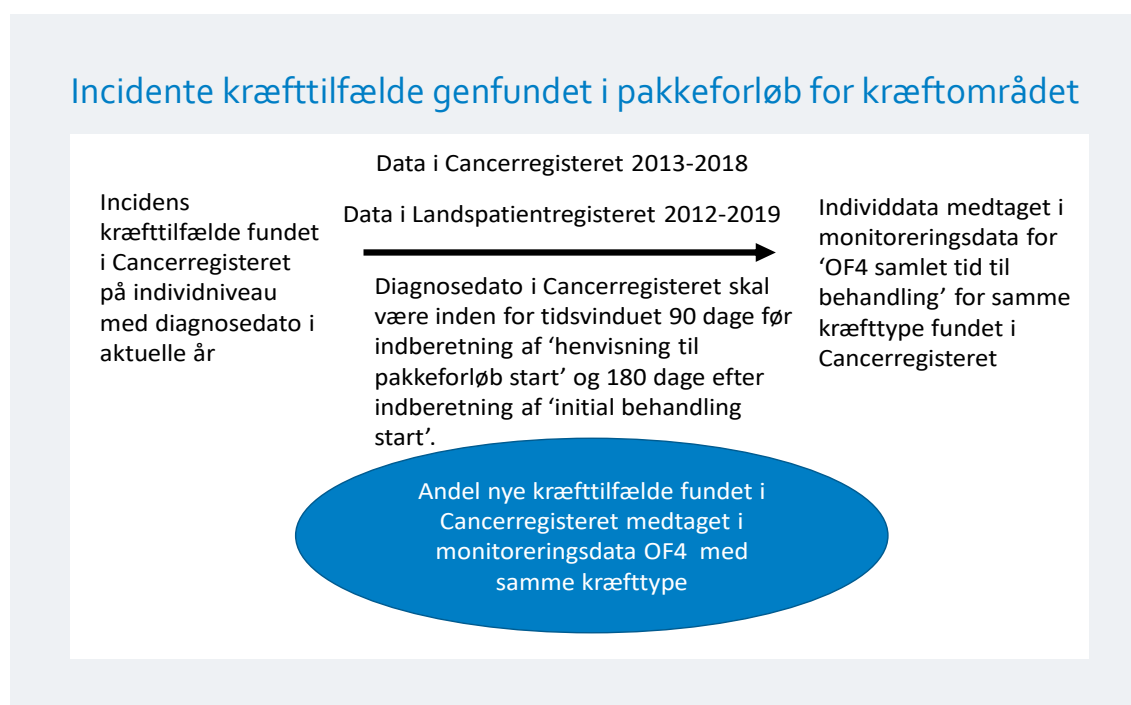 Incidente kræfttilfælde genfundet i pakkeforløb for kræftområdet
Data i Cancerregisteret 2013-2018
Incidens
kræfttilfælde fundet
i Cancerregisteret
på individniveau
med diagnosedato i
aktuelle år
Data i Landspatientregisteret 2012-2019
Diagnosedato i Cancerregisteret skal
være inden for tidsvinduet 90 dage før
indberetning af ‘henvisning til
pakkeforløb start’ og 180 dage efter
indberetning af ‘initial behandling
start’.
Individdata medtaget i
monitoreringsdata for
‘OF4 samlet tid til
behandling’ for samme
kræfttype fundet i
Cancerregisteret
Andel nye kræfttilfælde fundet i
Cancerregisteret medtaget i
monitoreringsdata OF4 med
samme kræfttype